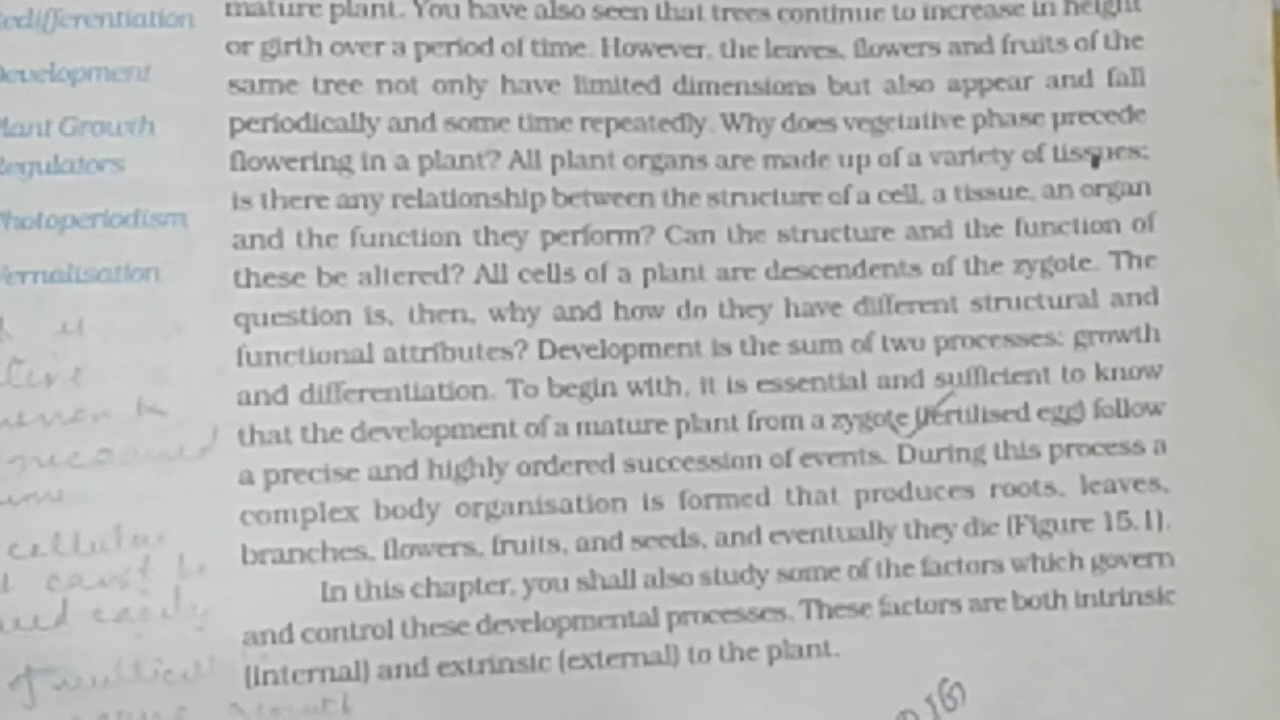 mature plant. You have also seen that trees continue to increase in height
or girth over a period of time. However, the leaves, flowers and fruits of the
same tree not only have limited dimensions but also appear and fall
periodically and some time repeatedly. Why does vegetative phase precede
flowering in a plant? All plant organs are made up of a variety of tissues;
is there any relationship between the structure of a cell, a tissue, an organ
and the function they perform? Can the structure and the function of
these be altered? All cells of a plant are descendents of the zygote. The
question is, then, why and how do they have different structural and
functional attributes? Development is the sum of two processes: growth
and differentiation. To begin with, it is essential and sufficient to know
that the development of a mature plant from a zygote (fertilised egg) follow
a precise and highly ordered succession of events. During this process a
complex body organisation is formed that produces roots, leaves,
branches, flowers, fruits, and seeds, and eventually they die (Figure 15.1).
In this chapter, you shall also study some of the factors which govern
and control these developmental processes. These factors are both intrinsic
(internal) and extrinsic (external) to the plant.
edifferentiation
evelopment
lant Growth
egulators
hotoperiodism
ernalisation
cellular
easily